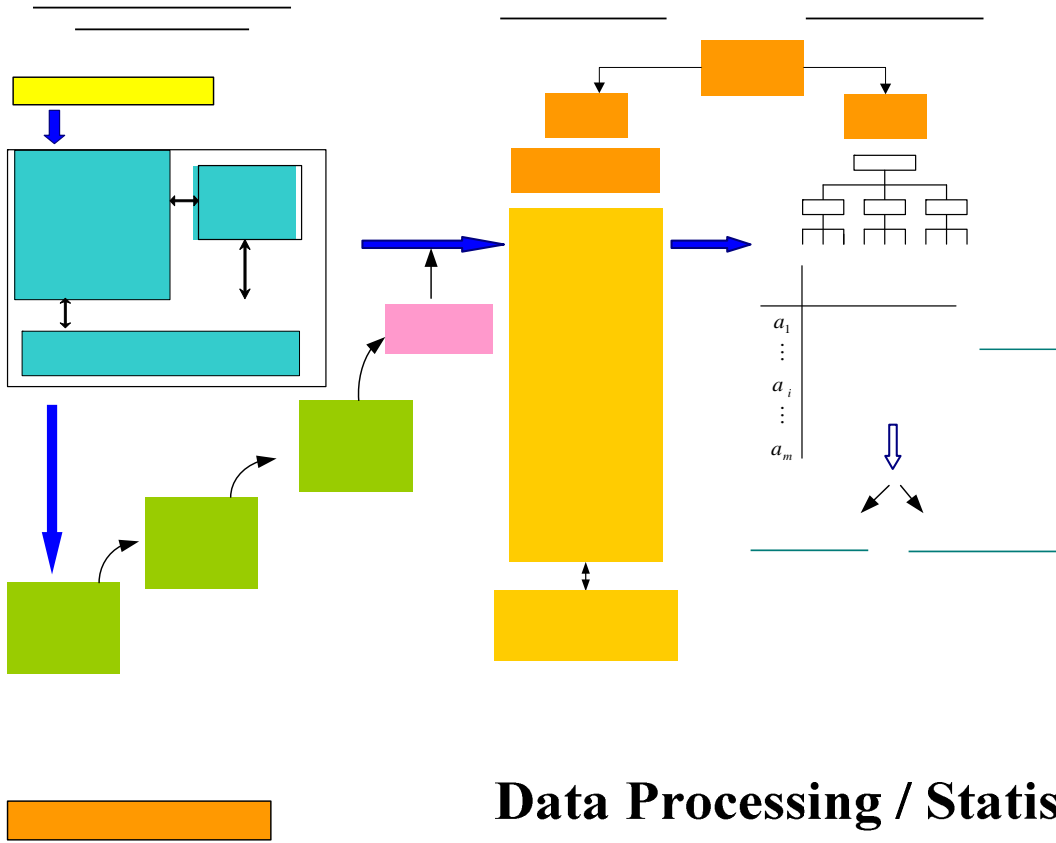 a1
⋮
ai
⋮
am
Data Processing / Statis